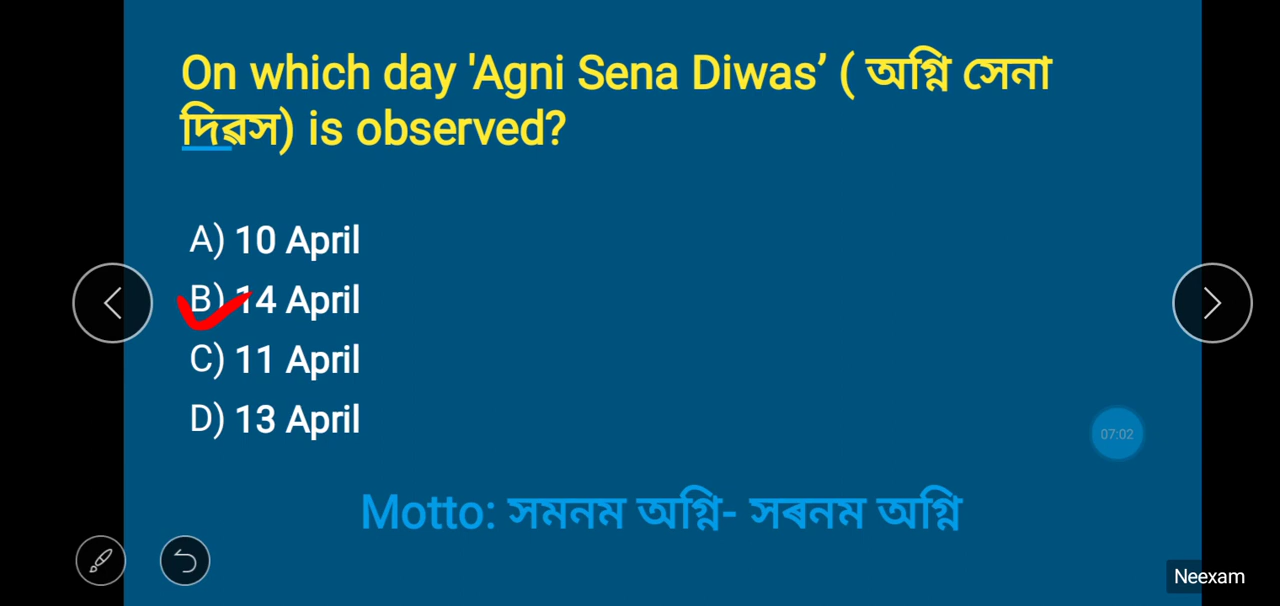 On which day 'Agni Sena Diwas’ ( অগ্নি সেনা
দিৱস) is observed?
A) 10 April
B) 14 April
C) 11 April
D) 13 April
07:02
Motto: সমনম অগ্নি- সৰনম অগ্নি
Neexam